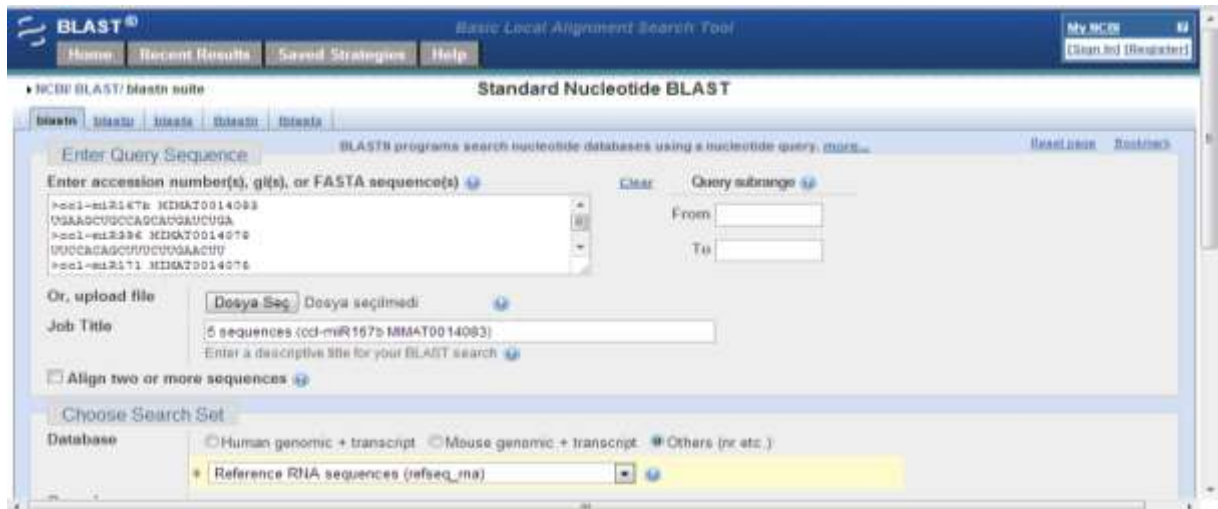 BLAST®
Basic Local Alignment Search Tool
My NCBI
[Sign In] [Register]
Home Recent Results Saved Strategies Help
NCBI/ BLAST/ blastn suite
Standard Nucleotide BLAST
blastn blastp blastx tblastn tblastx
BLASTN programs search nucleotide databases using a nucleotide query. more...
Reset page Bookmark
Enter Query Sequence
Enter accession number(s), gi(s), or FASTA sequence(s)
Clear
Query subrange
>ccl-miR167b MIMAT0014083
UGAAGCUGCCAGCAUGAUCUGA
>ccl-miR396 MIMAT0014078
UUCCACAGCUUUCUUGAACUU
>ccl-miR171 MIMAT0014076
From
To
Or, upload file
Dosya Seç Dosya seçilmedi
Job Title
5 sequences (ccl-miR167b MIMAT0014083)
Enter a descriptive title for your BLAST search
Align two or more sequences
Choose Search Set
Database
Human genomic + transcript Mouse genomic + transcript Others (nr etc.)
Reference RNA sequences (refseq_rna)